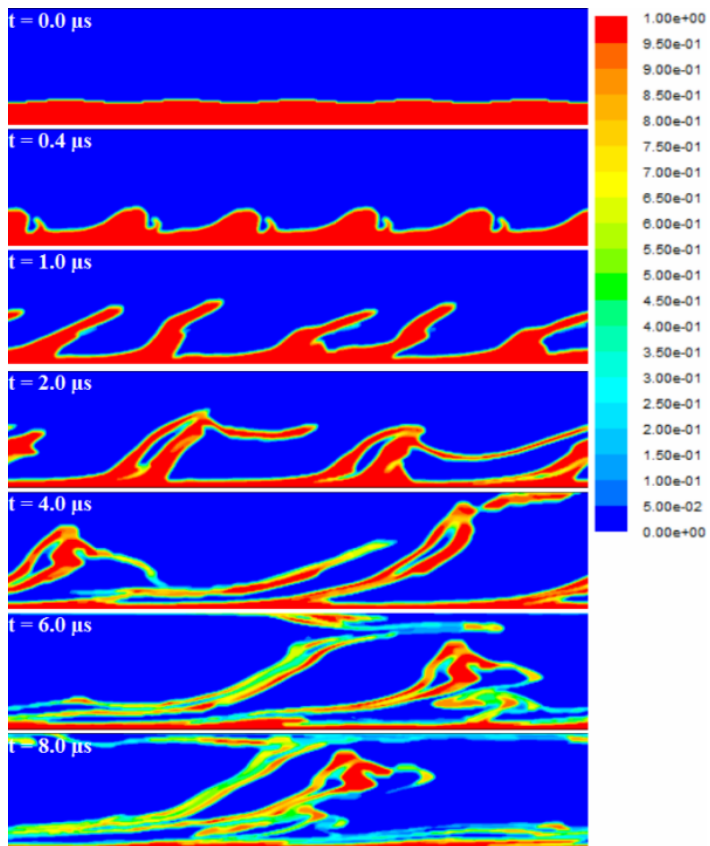 t = 0.0 μs
t = 0.4 μs
t = 1.0 μs
t = 2.0 μs
t = 4.0 μs
t = 6.0 μs
t = 8.0 μs
1.00e+00
9.50e-01
9.00e-01
8.50e-01
8.00e-01
7.50e-01
7.00e-01
6.50e-01
6.00e-01
5.50e-01
5.00e-01
4.50e-01
4.00e-01
3.50e-01
3.00e-01
2.50e-01
2.00e-01
1.50e-01
1.00e-01
5.00e-02
0.00e+00